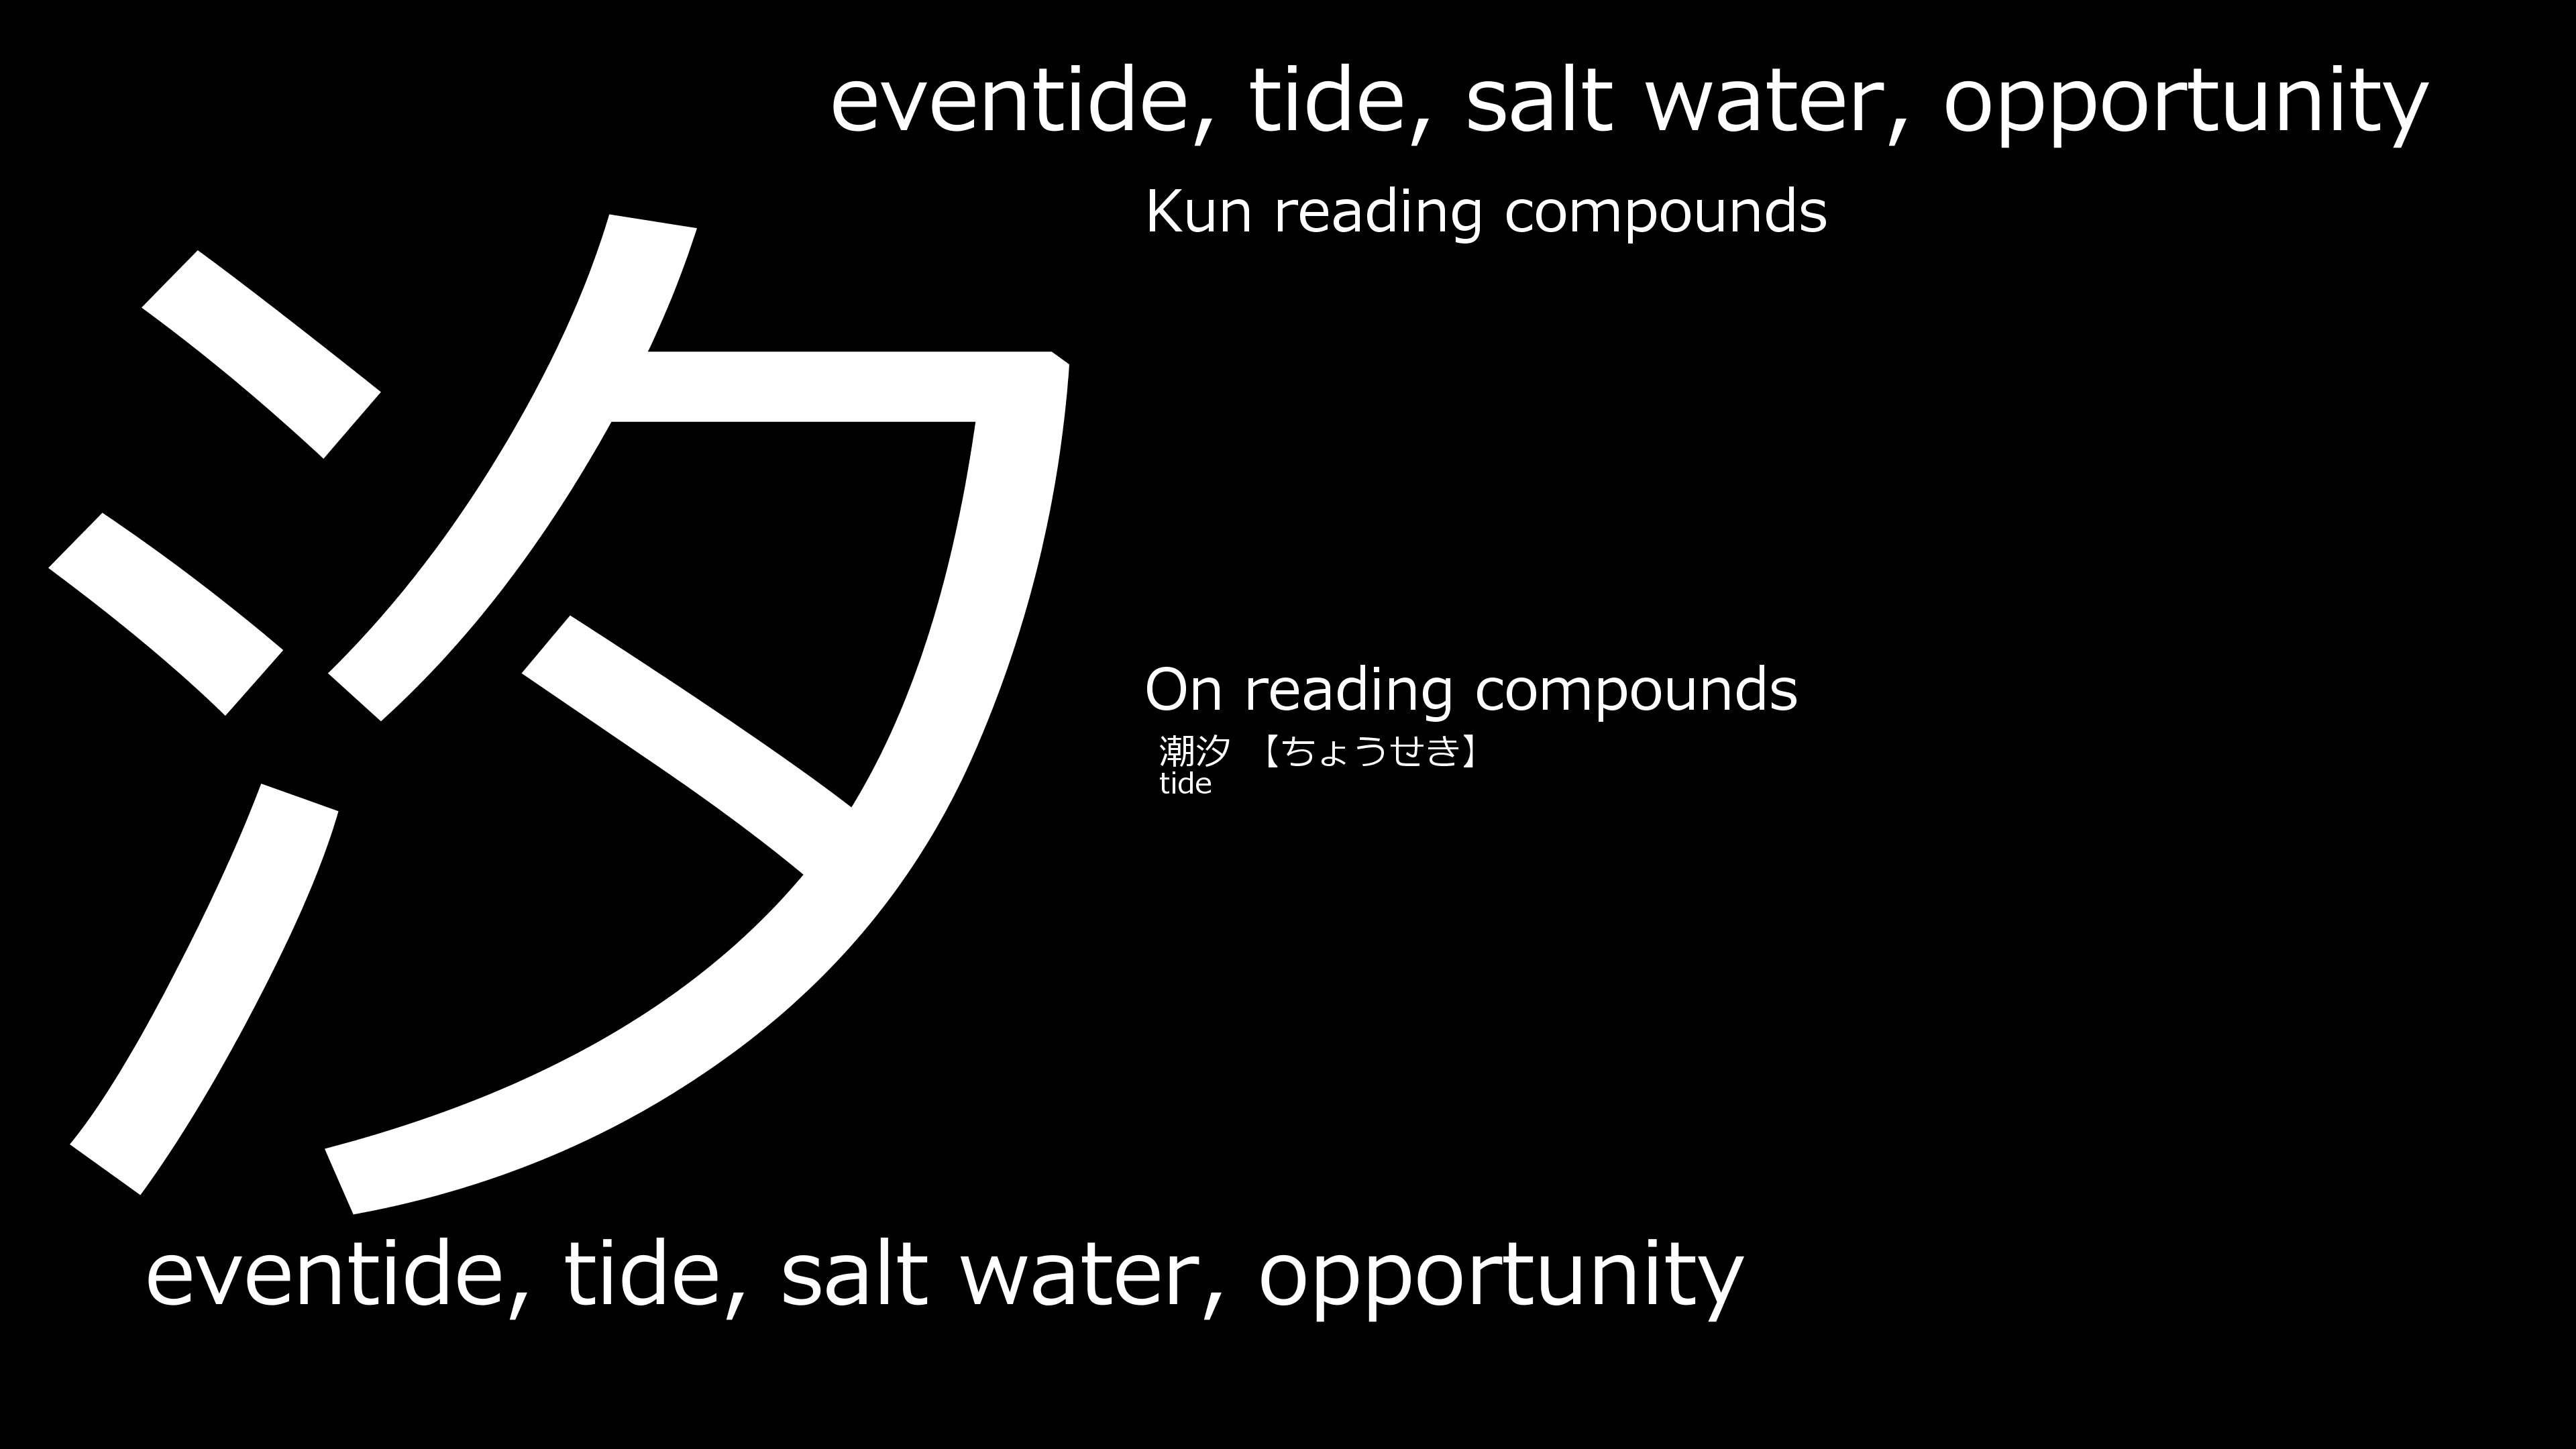 eventide, tide, salt water, opportunity
Kun reading compounds
汐
On reading compounds
潮汐 【ちょうせき】
tide
eventide, tide, salt water, opportunity